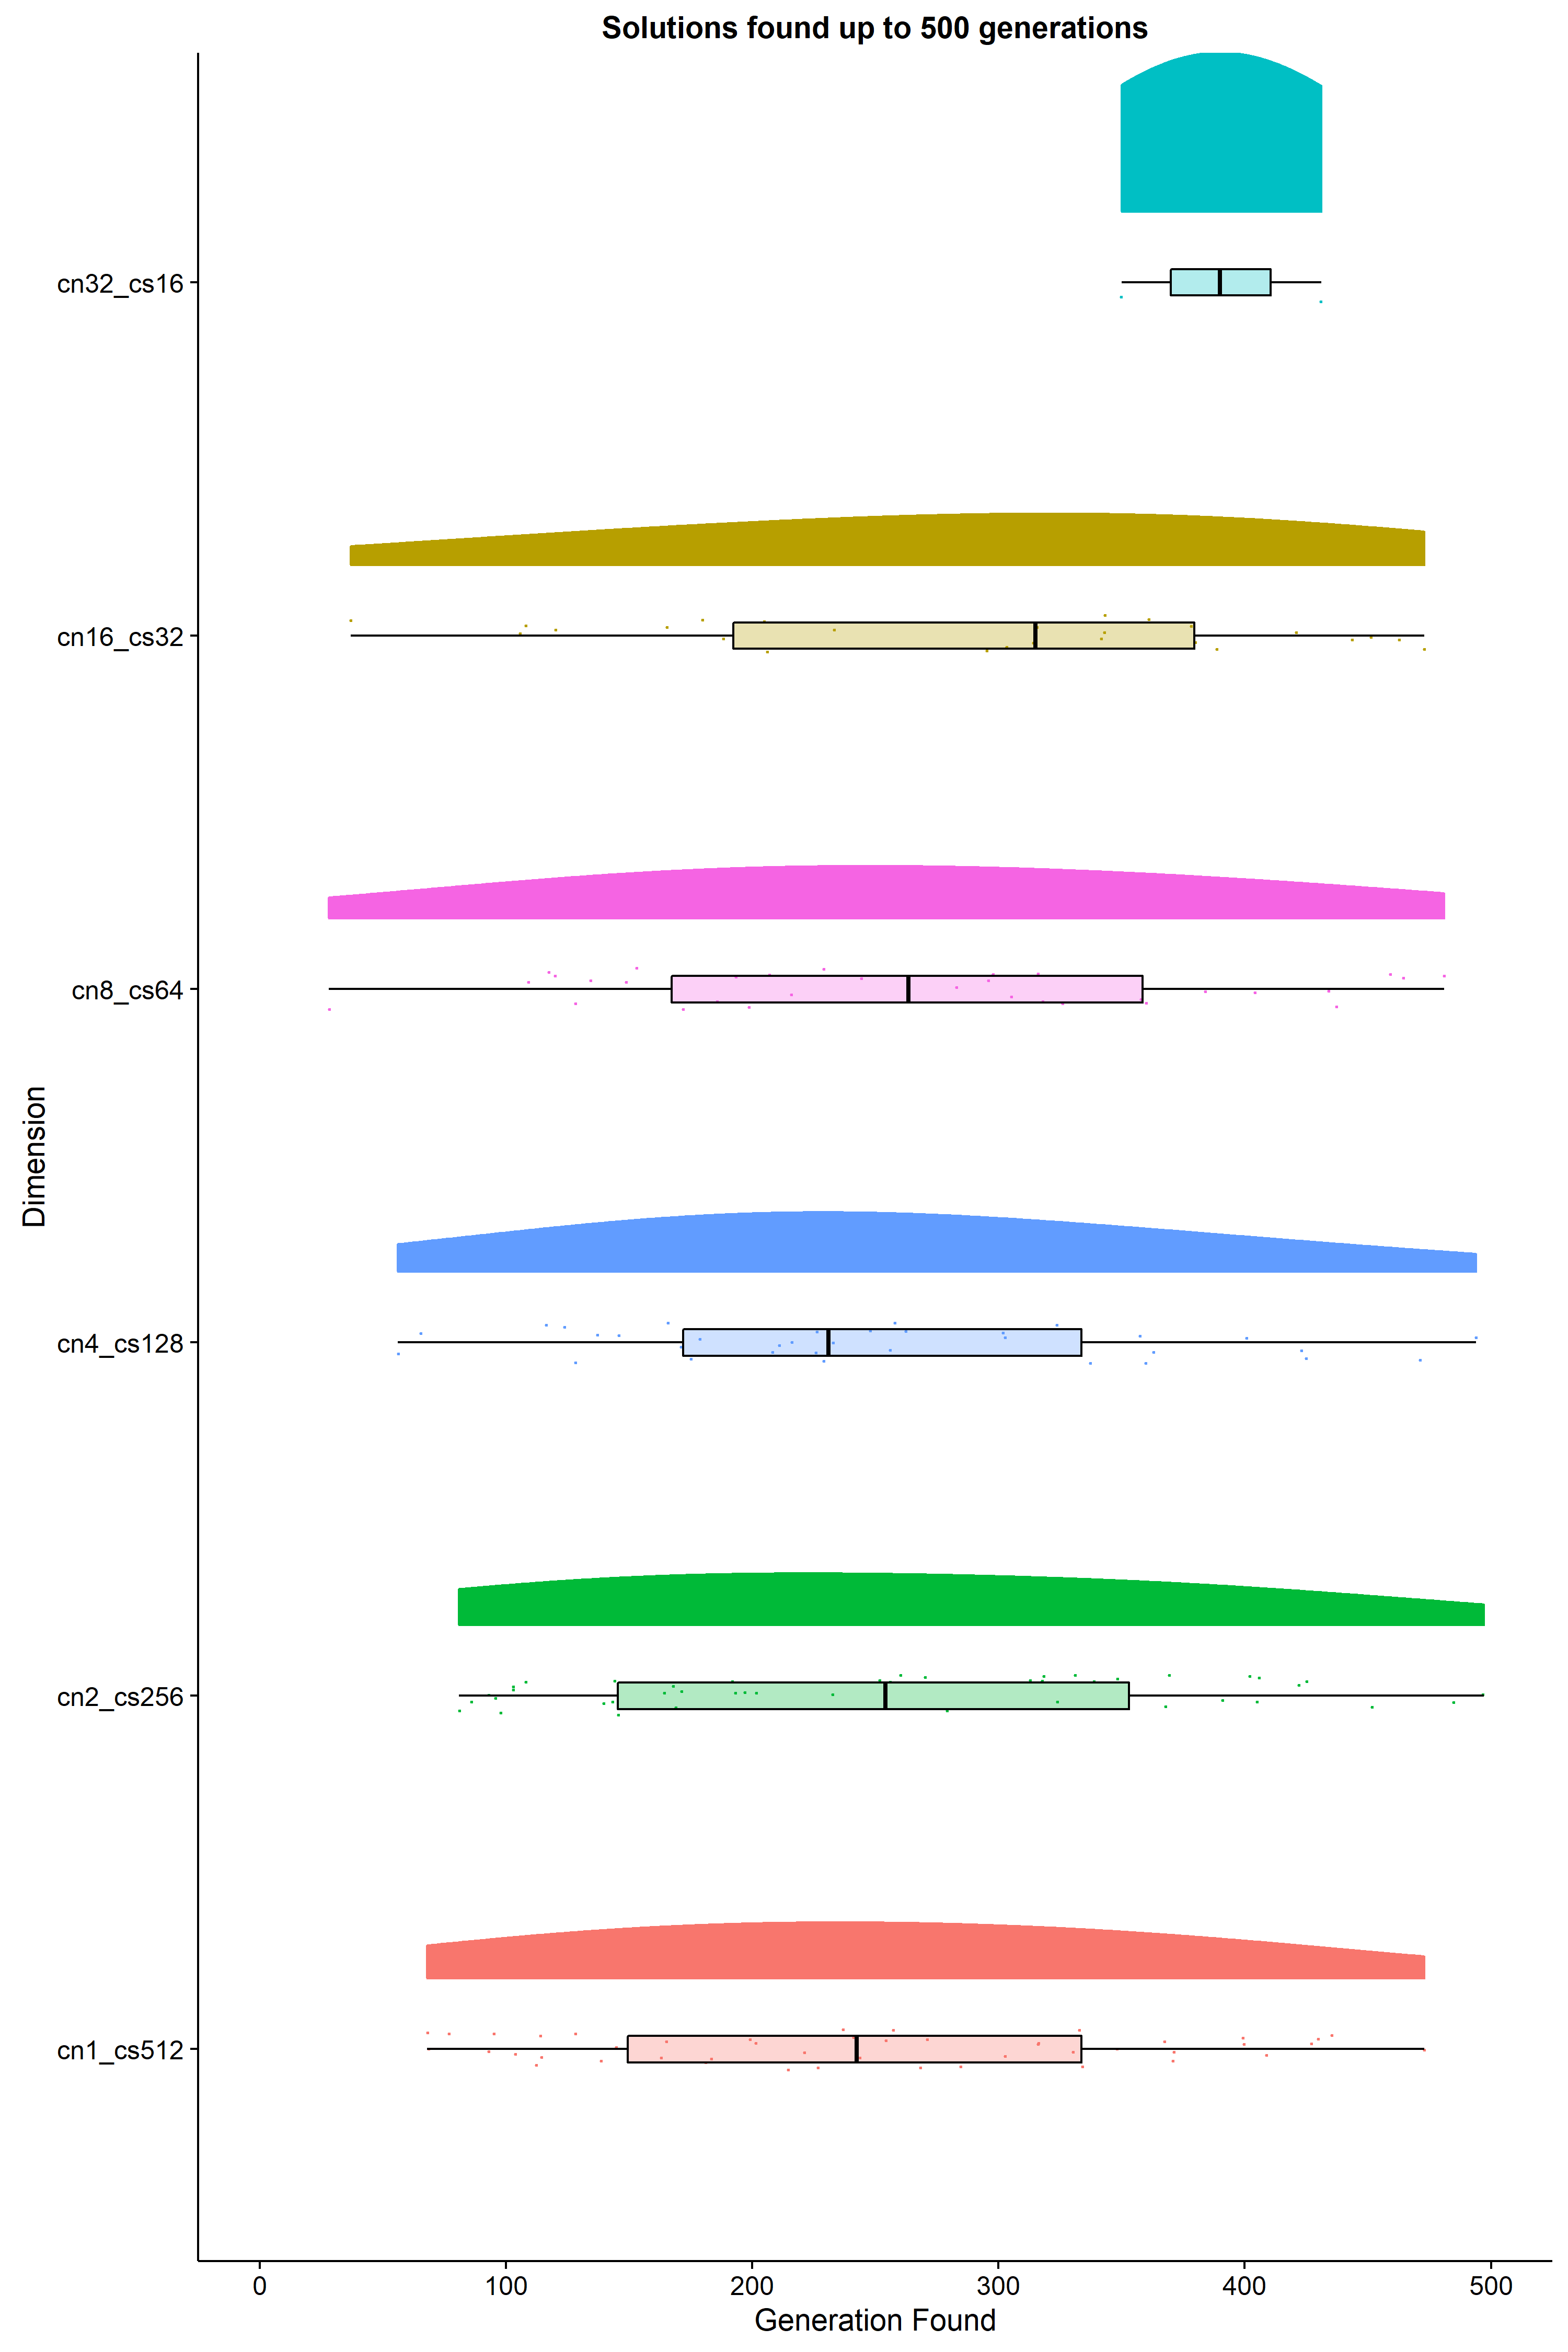 Solutions found up to 500 generations
cn32_cs16
cn16_cs32
cn8_cs64
Dimension
cn4_cs128
cn2_cs256
cn1_cs512
0 100 200 300 400 500
Generation Found